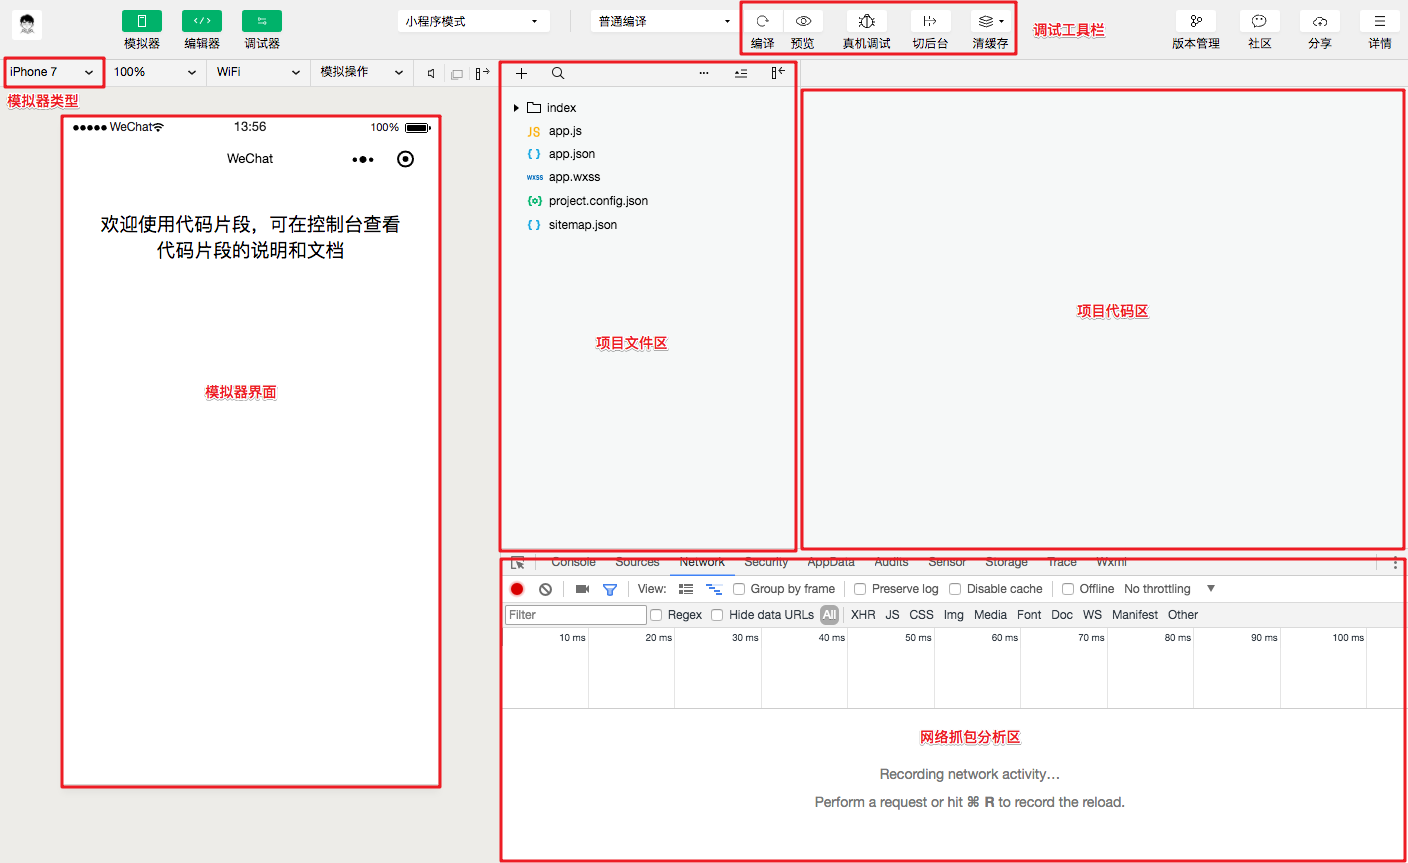 模拟器 编辑器 调试器 小程序模式 普通编译 编译 预览 真机调试 切后台 清缓存 调试工具栏 版本管理 社区 分享 详情
iPhone 7 100% WiFi 模拟操作
模拟器类型
WeChat 13:56 100%
WeChat
欢迎使用代码片段，可在控制台查看
代码片段的说明和文档
模拟器界面
index
JS app.js
{ } app.json
wxss app.wxss
{o} project.config.json
{ } sitemap.json
项目文件区
项目代码区
Console Sources Network Security AppData Audits Sensor Storage Trace Wxml
View: Group by frame Preserve log Disable cache Offline No throttling
Filter Regex Hide data URLs All XHR JS CSS Img Media Font Doc WS Manifest Other
10 ms 20 ms 30 ms 40 ms 50 ms 60 ms 70 ms 80 ms 90 ms 100 ms
网络抓包分析区
Recording network activity…
Perform a request or hit ⌘ R to record the reload.